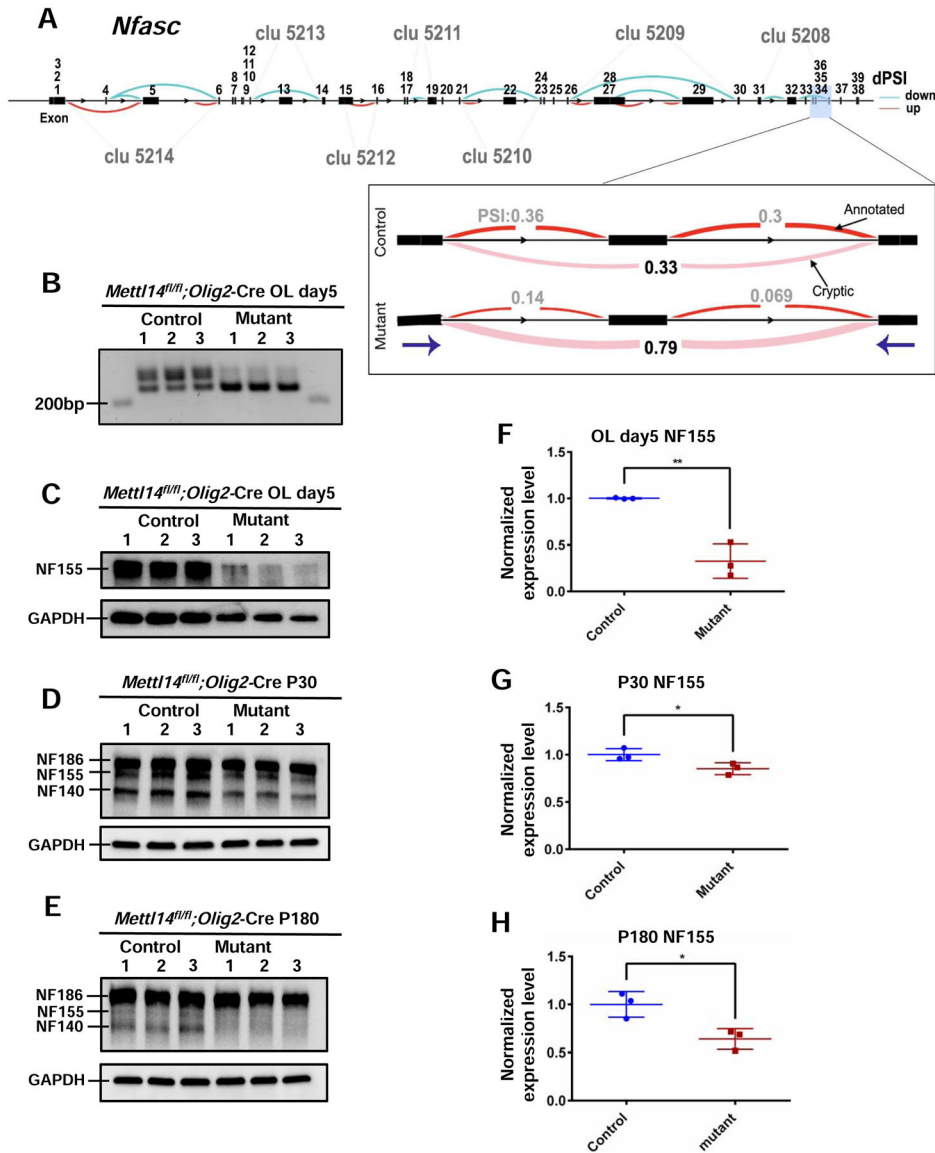 A
Nfasc
clu 5213
clu 5211
clu 5209
clu 5208
3
2
1
4
5
6
7
8
9
12
11
10
13
14
15
16
17
18
19
20
21
22
23
24
25
26
27
28
29
30
31
32
33
36
35
34
37
38
39
Exon
dPSI
down
up
clu 5214
clu 5212
clu 5210
Control
PSI:0.36
0.3
Annotated
0.33
Cryptic
Mutant
0.14
0.069
0.79
B
Mettl14fl/fl;Olig2-Cre OL day5
Control Mutant
1 2 3 1 2 3
200bp
C
Mettl14fl/fl;Olig2-Cre OL day5
Control Mutant
1 2 3 1 2 3
NF155
GAPDH
D
Mettl14fl/fl;Olig2-Cre P30
Control Mutant
1 2 3 1 2 3
NF186
NF155
NF140
GAPDH
E
Mettl14fl/fl;Olig2-Cre P180
Control Mutant
1 2 3 1 2 3
NF186
NF155
NF140
GAPDH
F
OL day5 NF155
Normalized
expression level
1.5
1.0
0.5
0.0
**
Control
Mutant
G
P30 NF155
Normalized
expression level
1.5
1.0
0.5
0.0
*
Control
Mutant
H
P180 NF155
Normalized
expression level
1.5
1.0
0.5
0.0
*
Control
mutant